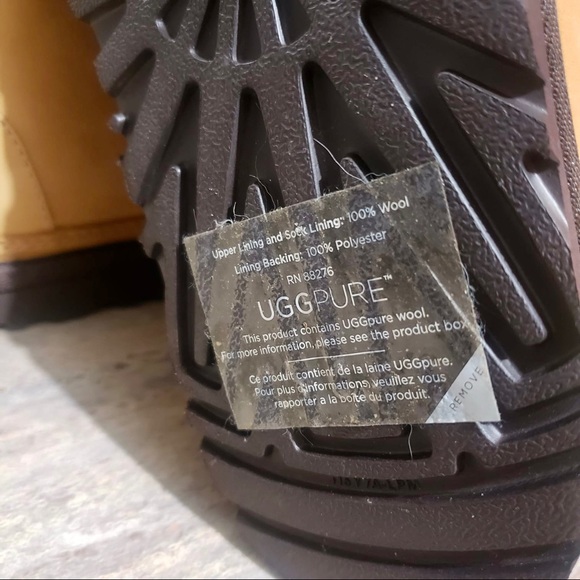 Upper Lining and Sock Lining: 100% Wool
Lining Backing: 100% Polyester
RN 88276
UGGPURE™
This product contains UGGpure wool.
For more information, please see the product box
Ce produit contient de la laine UGGpure.
Pour plus d'informations, veuillez vous
rapporter a la boîte du produit.
REMOVE